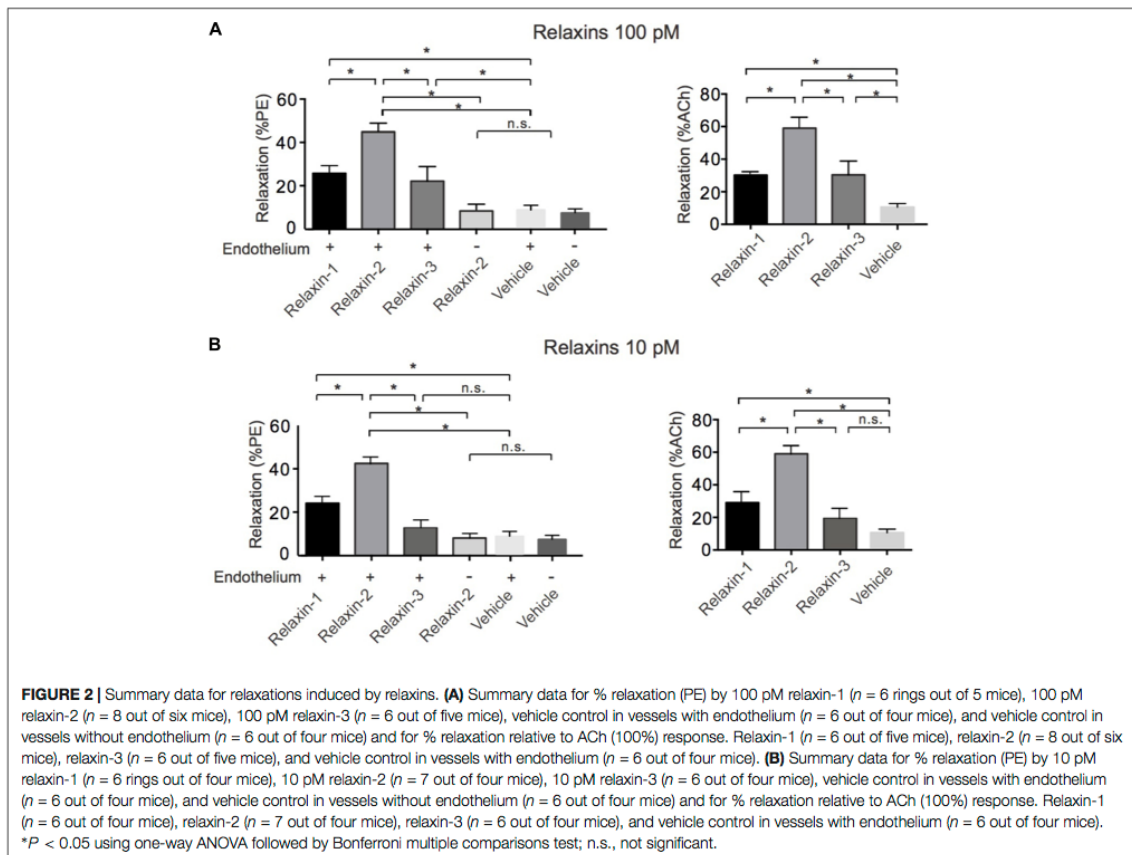 A
Relaxins 100 pM
*
* * *
*
*
n.s.
Relaxation (%PE)
60
40
20
0
Endothelium + + + - + -
Relaxin-1 Relaxin-2 Relaxin-3 Relaxin-2 Vehicle Vehicle
*
*
* * *
Relaxation (%ACh)
80
60
40
20
0
Relaxin-1 Relaxin-2 Relaxin-3 Vehicle
B
Relaxins 10 pM
*
* * n.s.
*
*
n.s.
Relaxation (%PE)
60
40
20
0
Endothelium + + + - + -
Relaxin-1 Relaxin-2 Relaxin-3 Relaxin-2 Vehicle Vehicle
*
*
* * n.s.
Relaxation (%ACh)
80
60
40
20
0
Relaxin-1 Relaxin-2 Relaxin-3 Vehicle
FIGURE 2 | Summary data for relaxations induced by relaxins. (A) Summary data for % relaxation (PE) by 100 pM relaxin-1 (n = 6 rings out of 5 mice), 100 pM
relaxin-2 (n = 8 out of six mice), 100 pM relaxin-3 (n = 6 out of five mice), vehicle control in vessels with endothelium (n = 6 out of four mice), and vehicle control in
vessels without endothelium (n = 6 out of four mice) and for % relaxation relative to ACh (100%) response. Relaxin-1 (n = 6 out of five mice), relaxin-2 (n = 8 out of six
mice), relaxin-3 (n = 6 out of five mice), and vehicle control in vessels with endothelium (n = 6 out of four mice). (B) Summary data for % relaxation (PE) by 10 pM
relaxin-1 (n = 6 rings out of four mice), 10 pM relaxin-2 (n = 7 out of four mice), 10 pM relaxin-3 (n = 6 out of four mice), vehicle control in vessels with endothelium
(n = 6 out of four mice), and vehicle control in vessels without endothelium (n = 6 out of four mice) and for % relaxation relative to ACh (100%) response. Relaxin-1
(n = 6 out of four mice), relaxin-2 (n = 7 out of four mice), relaxin-3 (n = 6 out of four mice), and vehicle control in vessels with endothelium (n = 6 out of four mice).
*P < 0.05 using one-way ANOVA followed by Bonferroni multiple comparisons test; n.s., not significant.